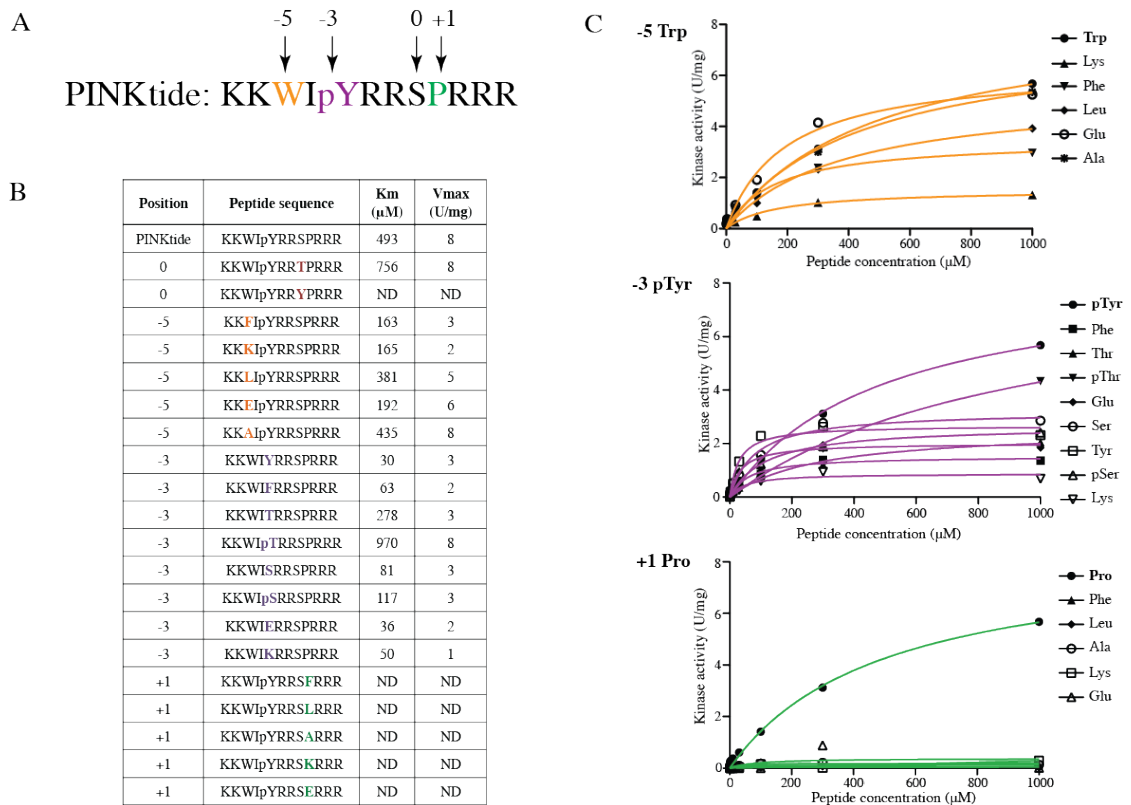 A
-5 -3 0 +1
PINKtide: KKWIpYRRSPRRR
B
Position Peptide sequence Km (µM) Vmax (U/mg)
PINKtide KKWIpYRRSPRRR 493 8
0 KKWIpYRRTPRRR 756 8
0 KKWIpYRRYPRRR ND ND
-5 KKFIpYRRSPRRR 163 3
-5 KKKIpYRRSPRRR 165 2
-5 KKLIpYRRSPRRR 381 5
-5 KKEIpYRRSPRRR 192 6
-5 KKAIpYRRSPRRR 435 8
-3 KKWIYRRSPRRR 30 3
-3 KKWIFRRSPRRR 63 2
-3 KKWITRRSPRRR 278 3
-3 KKWIpTRRSPRRR 970 8
-3 KKWISRRSPRRR 81 3
-3 KKWIpSRRSPRRR 117 3
-3 KKWIERRSPRRR 36 2
-3 KKWIKRRSPRRR 50 1
+1 KKWIpYRRSFRRR ND ND
+1 KKWIpYRRSLRRR ND ND
+1 KKWIpYRRSARRR ND ND
+1 KKWIpYRRSKRRR ND ND
+1 KKWIpYRRSERRR ND ND
C
-5 Trp
Kinase activity (U/mg)
8
6
4
2
0
0 200 400 600 800 1000
Peptide concentration (µM)
Trp
Lys
Phe
Leu
Glu
Ala
-3 pTyr
Kinase activity (U/mg)
8
6
4
2
0
0 200 400 600 800 1000
Peptide concentration (µM)
pTyr
Phe
Thr
pThr
Glu
Ser
Tyr
pSer
Lys
+1 Pro
Kinase activity (U/mg)
8
6
4
2
0
0 200 400 600 800 1000
Peptide concentration (µM)
Pro
Phe
Leu
Ala
Lys
Glu